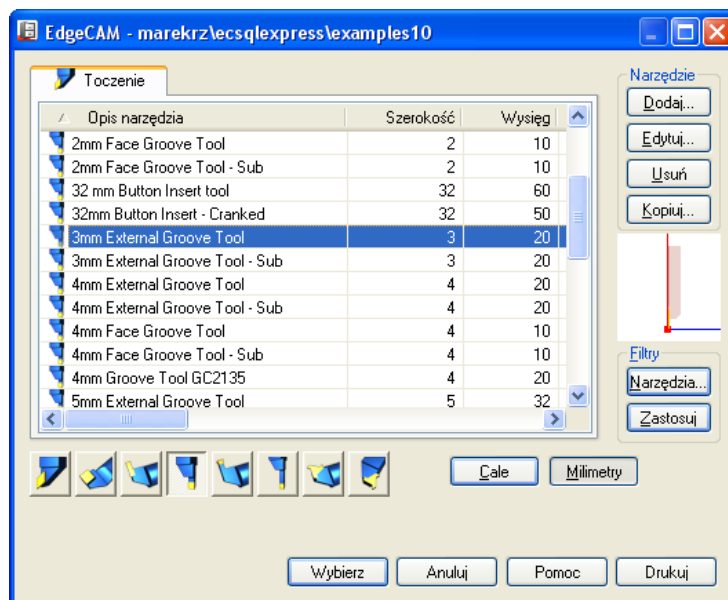 EdgeCAM - marekrz\ecsqlexpress\examples10
Toczenie
Opis narzędzia Szerokość Wysięg
2mm Face Groove Tool 2 10
2mm Face Groove Tool - Sub 2 10
32 mm Button Insert tool 32 60
32mm Button Insert - Cranked 32 50
3mm External Groove Tool 3 20
3mm External Groove Tool - Sub 3 20
4mm External Groove Tool 4 20
4mm External Groove Tool - Sub 4 20
4mm Face Groove Tool 4 10
4mm Face Groove Tool - Sub 4 10
4mm Groove Tool GC2135 4 20
5mm External Groove Tool 5 32
Narzędzie
Dodaj...
Edytuj...
Usuń
Kopiuj...
Filtry
Narzędzia...
Zastosuj
Cale Milimetry
Wybierz Anuluj Pomoc Drukuj